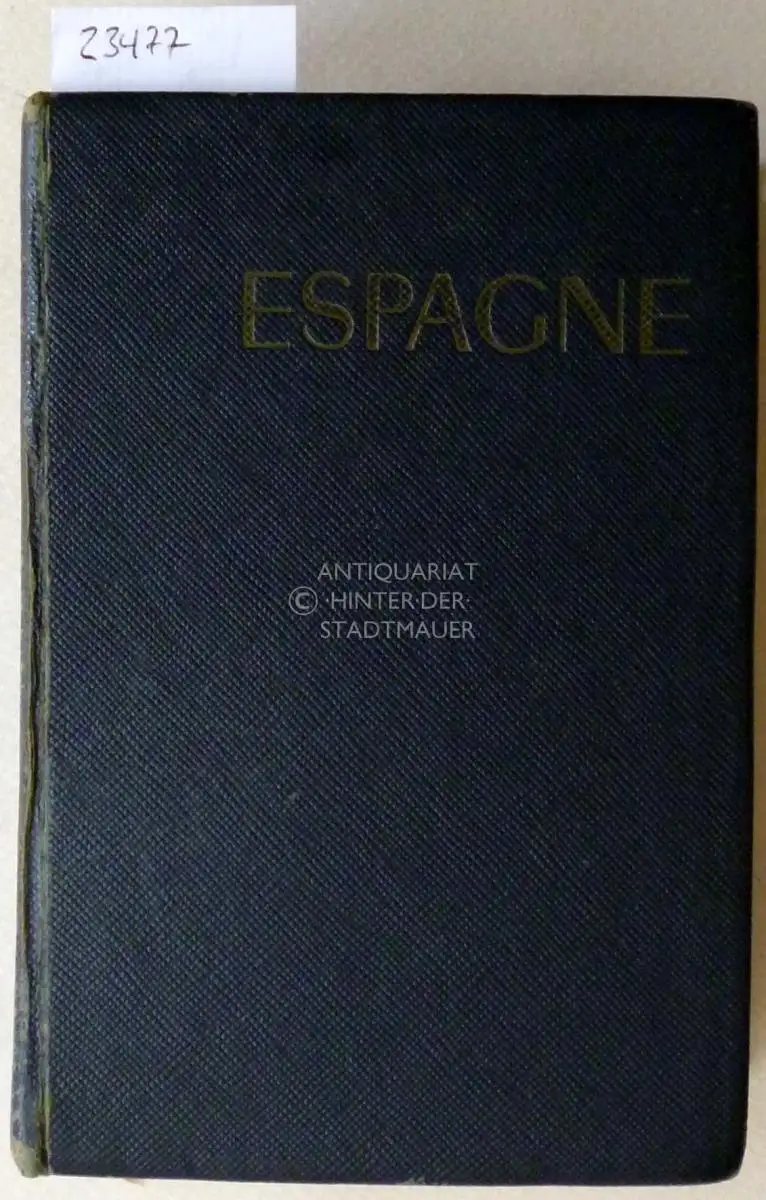 23477
ESPAGNE
ANTIQUARIAT
© ·HINTER·DER·
STADTMAUER